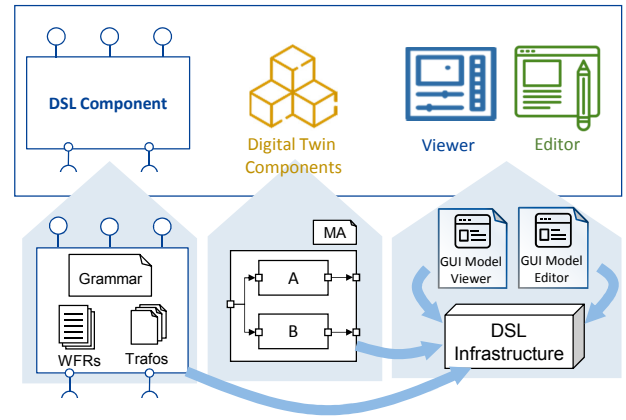 DSL Component
Digital Twin
Components
Viewer
Editor
MA
Grammar
WFRs
Trafos
A
B
GUI Model
Viewer
GUI Model
Editor
DSL
Infrastructure